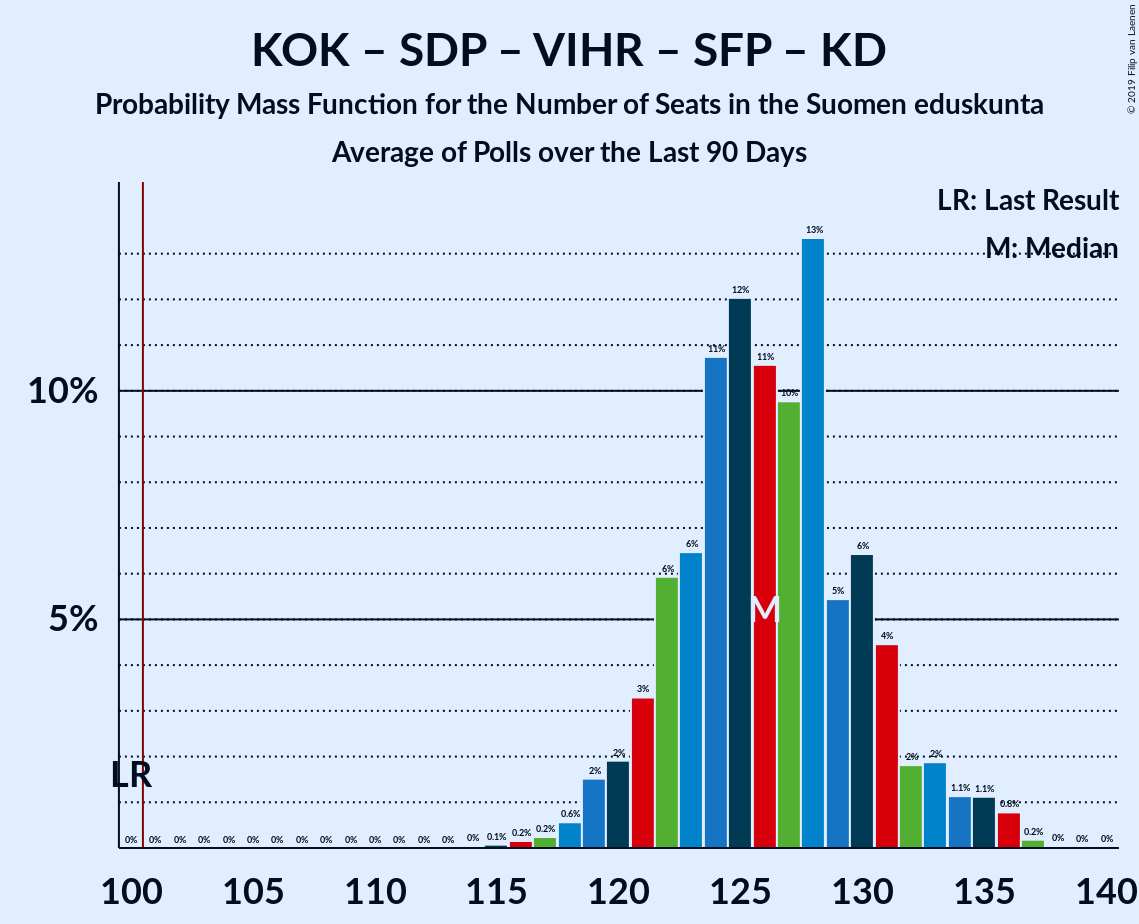 KOK – SDP – VIHR – SFP – KD
Probability Mass Function for the Number of Seats in the Suomen eduskunta
Average of Polls over the Last 90 Days
© 2019 Filip van Laenen
LR: Last Result
M: Median
10%
5%
LR
M
0% 0% 0% 0% 0% 0% 0% 0% 0% 0% 0% 0% 0% 0% 0% 0.1% 0.2% 0.2% 0.6% 2% 2% 3% 6% 6% 11% 12% 11% 10% 13% 5% 6% 4% 2% 2% 1.1% 1.1% 0.8% 0.2% 0% 0% 0%
100 105 110 115 120 125 130 135 140